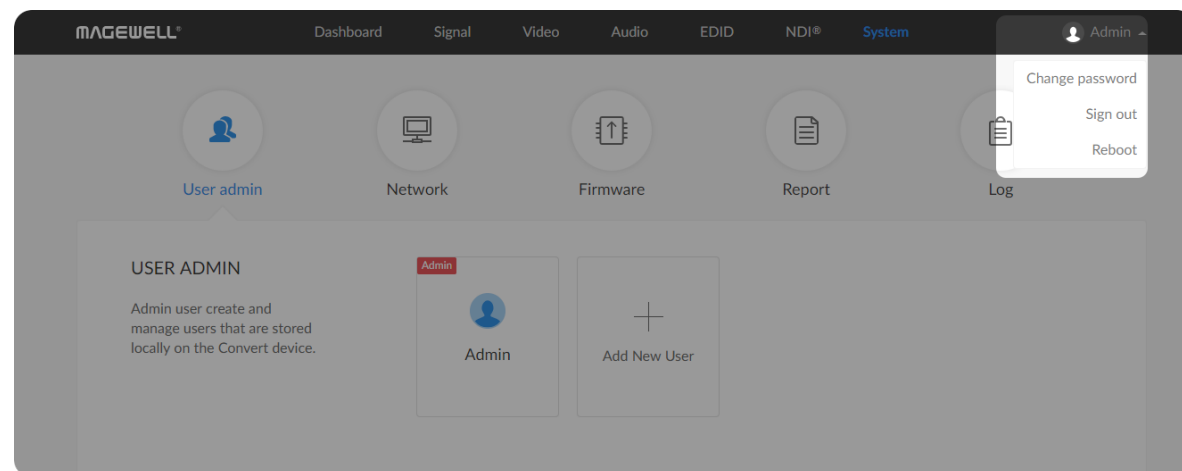 MAGEWELL®
Dashboard
Signal
Video
Audio
EDID
NDI®
System
Admin
Change password
Sign out
Reboot
User admin
Network
Firmware
Report
Log
USER ADMIN
Admin user create and
manage users that are stored
locally on the Convert device.
Admin
Admin
Add New User